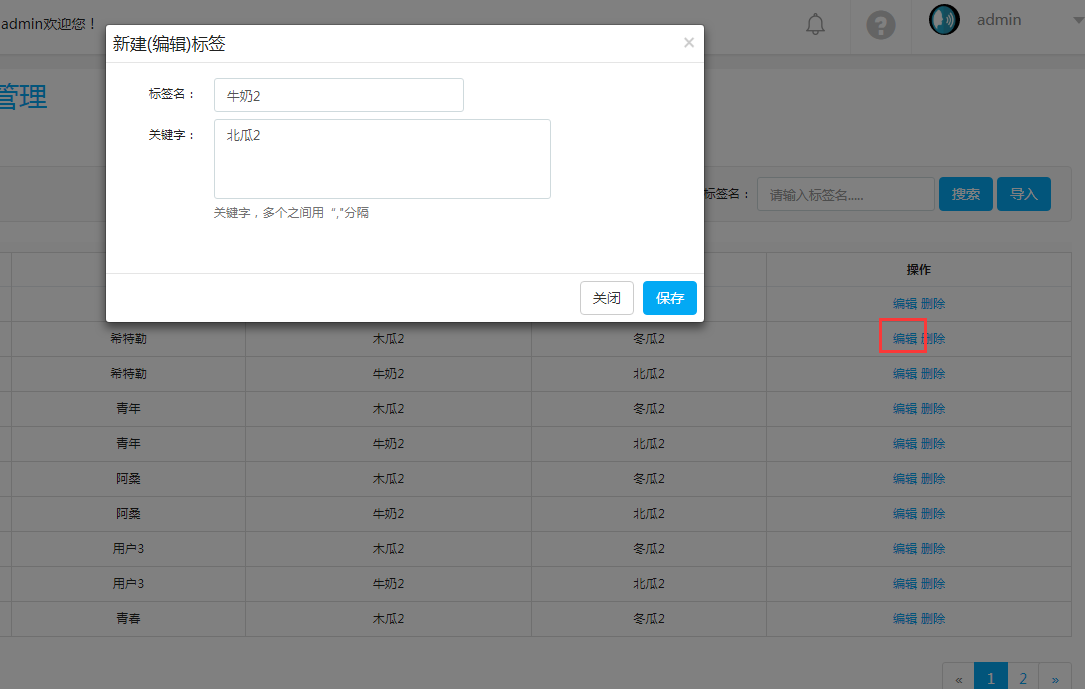 admin欢迎您！
admin
新建(编辑)标签
×
标签名：
牛奶2
关键字：
北瓜2
关键字，多个之间用“,"分隔
关闭
保存
管理
标签名：
请输入标签名.....
搜索
导入
操作
编辑 删除
希特勒 木瓜2 冬瓜2 编辑 删除
希特勒 牛奶2 北瓜2 编辑 删除
青年 木瓜2 冬瓜2 编辑 删除
青年 牛奶2 北瓜2 编辑 删除
阿桑 木瓜2 冬瓜2 编辑 删除
阿桑 牛奶2 北瓜2 编辑 删除
用户3 木瓜2 冬瓜2 编辑 删除
用户3 牛奶2 北瓜2 编辑 删除
青春 木瓜2 冬瓜2 编辑 删除
« 1 2 »